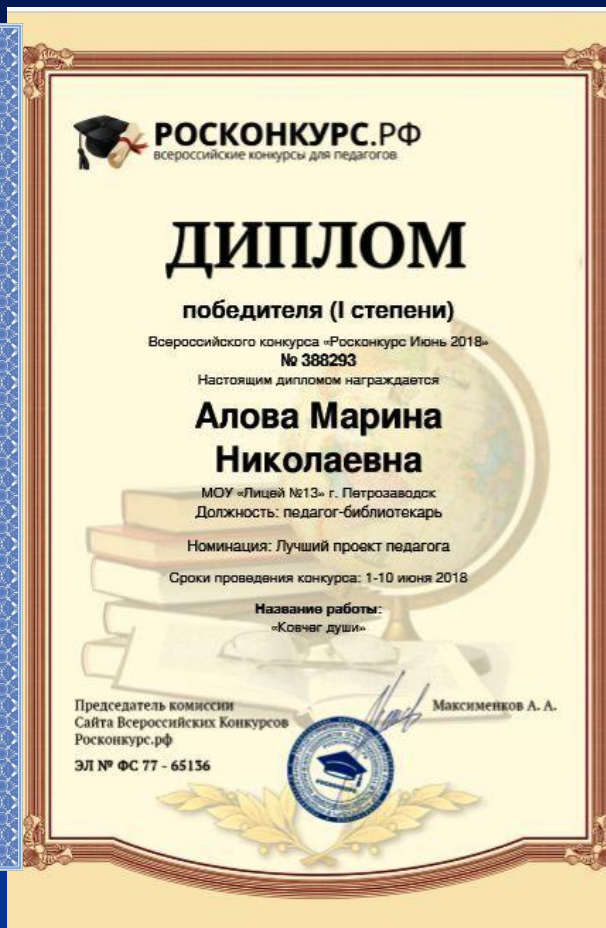 РОСКОНКУРС.РФ
всероссийские конкурсы для педагогов
ДИПЛОМ
победителя (I степени)
Всероссийского конкурса «Росконкурс Июнь 2018»
№ 388293
Настоящим дипломом награждается
Алова Марина
Николаевна
МОУ «Лицей №13» г. Петрозаводск
Должность: педагог-библиотекарь
Номинация: Лучший проект педагога
Сроки проведения конкурса: 1-10 июня 2018
Название работы:
«Ковчег души»
Председатель комиссии
Сайта Всероссийских Конкурсов
Росконкурс.рф
Максименков А. А.
ЭЛ № ФС 77 - 65136